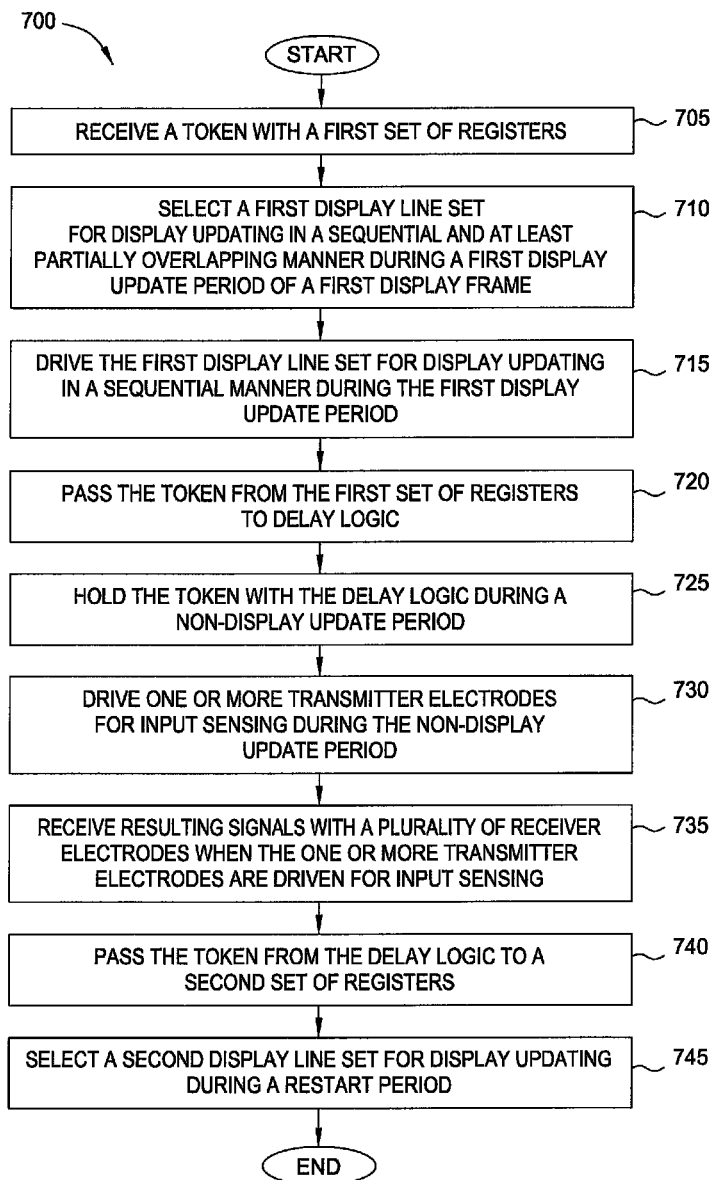 700
START
RECEIVE A TOKEN WITH A FIRST SET OF REGISTERS
705
SELECT A FIRST DISPLAY LINE SET
FOR DISPLAY UPDATING IN A SEQUENTIAL AND AT LEAST
PARTIALLY OVERLAPPING MANNER DURING A FIRST DISPLAY
UPDATE PERIOD OF A FIRST DISPLAY FRAME
710
DRIVE THE FIRST DISPLAY LINE SET FOR DISPLAY UPDATING
IN A SEQUENTIAL MANNER DURING THE FIRST DISPLAY
UPDATE PERIOD
715
PASS THE TOKEN FROM THE FIRST SET OF REGISTERS
TO DELAY LOGIC
720
HOLD THE TOKEN WITH THE DELAY LOGIC DURING A
NON-DISPLAY UPDATE PERIOD
725
DRIVE ONE OR MORE TRANSMITTER ELECTRODES
FOR INPUT SENSING DURING THE NON-DISPLAY
UPDATE PERIOD
730
RECEIVE RESULTING SIGNALS WITH A PLURALITY OF RECEIVER
ELECTRODES WHEN THE ONE OR MORE TRANSMITTER
ELECTRODES ARE DRIVEN FOR INPUT SENSING
735
PASS THE TOKEN FROM THE DELAY LOGIC TO A
SECOND SET OF REGISTERS
740
SELECT A SECOND DISPLAY LINE SET FOR DISPLAY UPDATING
DURING A RESTART PERIOD
745
END